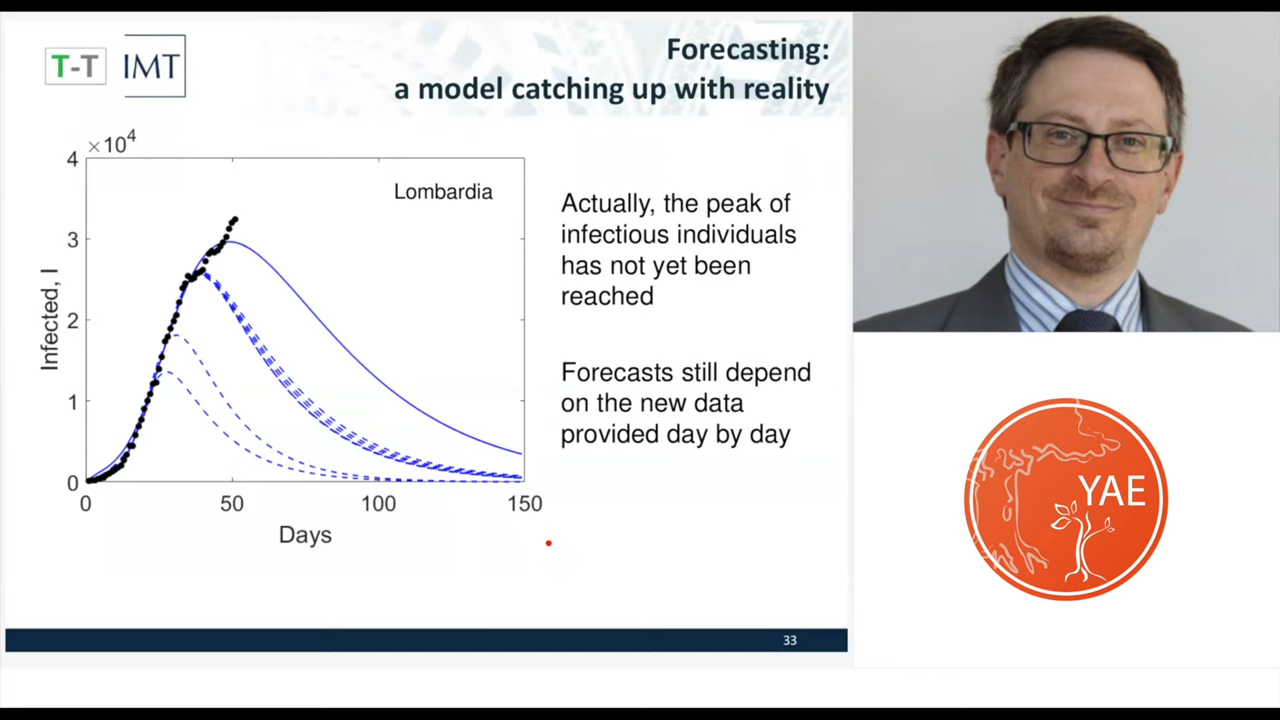 T-T
IMT
Forecasting:
a model catching up with reality
×10^4
4
3
2
1
0
Infected, I
Lombardia
0
50
100
150
Days
Actually, the peak of
infectious individuals
has not yet been
reached
Forecasts still depend
on the new data
provided day by day
33
YAE